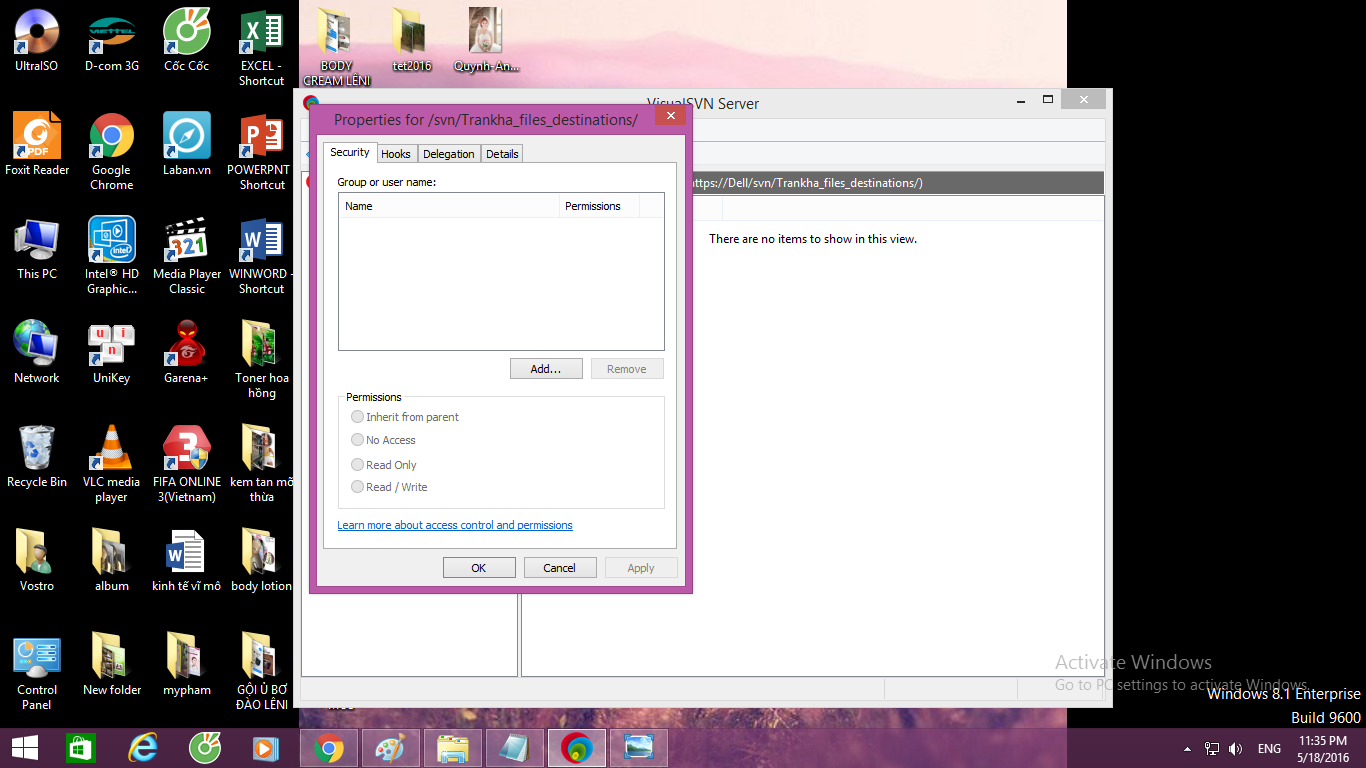 UltraISO
D-com 3G
Cốc Cốc
EXCEL -
Shortcut
BODY
CREAM LÊNI
tet2016
Quynh-An...
Foxit Reader
Google
Chrome
Laban.vn
POWERPNT
Shortcut
This PC
Intel® HD
Graphic...
Media Player
Classic
WINWORD -
Shortcut
Network
UniKey
Garena+
Toner hoa
hồng
Recycle Bin
VLC media
player
FIFA ONLINE
3(Vietnam)
kem tan mỡ
thừa
Vostro
album
kinh tế vĩ mô
body lotion
Control
Panel
New folder
mypham
GỘI Ủ BƠ
ĐÀO LÊNI
VisualSVN Server
ttps://Dell/svn/Trankha_files_destinations/)
There are no items to show in this view.
Properties for /svn/Trankha_files_destinations/
Security
Hooks
Delegation
Details
Group or user name:
Name
Permissions
Add...
Remove
Permissions
Inherit from parent
No Access
Read Only
Read / Write
Learn more about access control and permissions
OK
Cancel
Apply
Activate Windows
Go to PC settings to activate Windows.
Windows 8.1 Enterprise
Build 9600
ENG
11:35 PM
5/18/2016